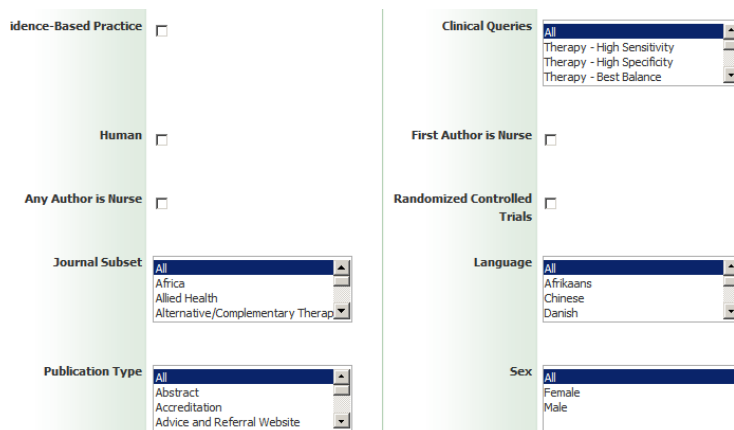 idence-Based Practice
Clinical Queries
All
Therapy - High Sensitivity
Therapy - High Specificity
Therapy - Best Balance
Human
First Author is Nurse
Any Author is Nurse
Randomized Controlled
Trials
Journal Subset
All
Africa
Allied Health
Alternative/Complementary Therap
Language
All
Afrikaans
Chinese
Danish
Publication Type
All
Abstract
Accreditation
Advice and Referral Website
Sex
All
Female
Male